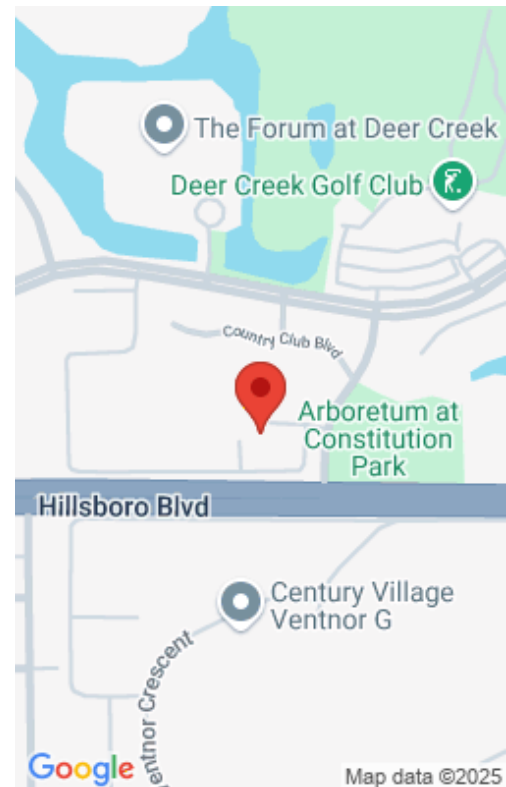 The Forum at Deer Creek
Deer Creek Golf Club
Country Club Blvd
Arboretum at
Constitution
Park
Hillsboro Blvd
Century Village
Ventnor G
Crescent
Google
Map data ©2025